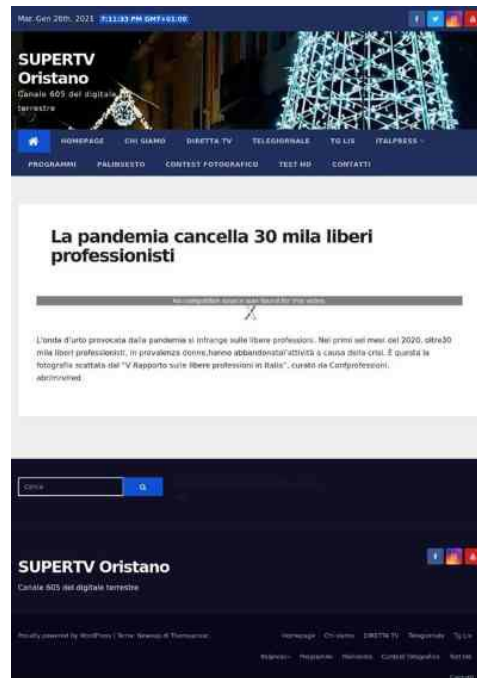 Mar. Gen 26th, 2021 7:11:33 PM GMT+01:00
SUPERTV
Oristano
Canale 605 del digitale
terrestre
HOMEPAGE CHI SIAMO DIRETTA TV TELEGIORNALE TG LIS ITALPRESS
PROGRAMMI PALINSESTO CONTEST FOTOGRAFICO TEST HD CONTATTI
La pandemia cancella 30 mila liberi
professionisti
No compatible source was found for this video.
L'onda d'urto provocata dalla pandemia si infrange sulle libere professioni. Nei primi sei mesi del 2020, oltre30
mila liberi professionisti, in prevalenza donne,hanno abbandonatol'attività a causa della crisi. È questa la
fotografia scattata dal "V Rapporto sulle libere professioni in Italia", curato da Confprofessioni.
abr/mrv/red
Cerca
SUPERTV Oristano
Canale 605 del digitale terrestre
Proudly powered by WordPress | Tema: Newsup di Themeansar.
Homepage Chi siamo DIRETTA TV Telegiornale Tg Lis
Italpress Programmi Palinsesto Contest fotografico Test HD
Contatti